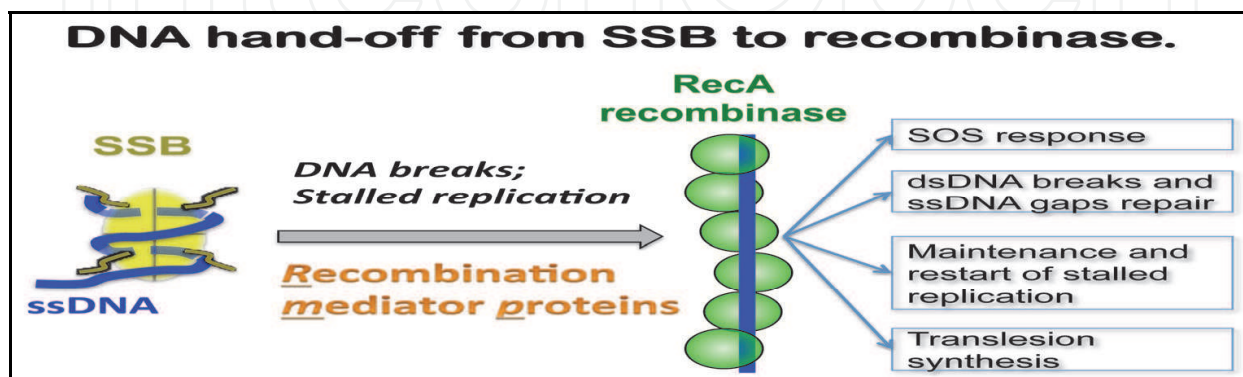 DNA hand-off from SSB to recombinase.
SSB
ssDNA
DNA breaks;
Stalled replication
Recombination
mediator proteins
RecA
recombinase
SOS response
dsDNA breaks and
ssDNA gaps repair
Maintenance and
restart of stalled
replication
Translesion
synthesis